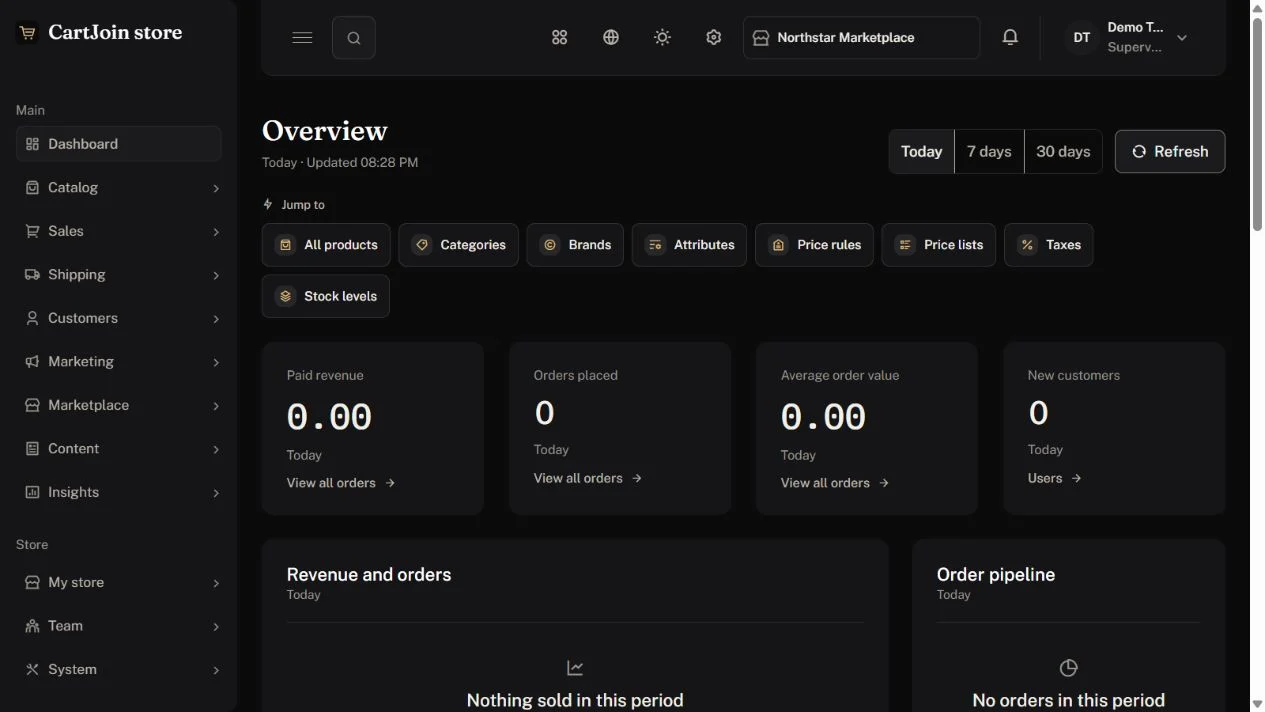 CartJoin store
Main
Dashboard
Catalog
Sales
Shipping
Customers
Marketing
Marketplace
Content
Insights
Store
My store
Team
System
Northstar Marketplace
DT
Demo T...
Superv...
Overview
Today · Updated 08:28 PM
Today
7 days
30 days
Refresh
Jump to
All products
Categories
Brands
Attributes
Price rules
Price lists
Taxes
Stock levels
Paid revenue
0.00
Today
View all orders
Orders placed
0
Today
View all orders
Average order value
0.00
Today
View all orders
New customers
0
Today
Users
Revenue and orders
Today
Nothing sold in this period
Order pipeline
Today
No orders in this period